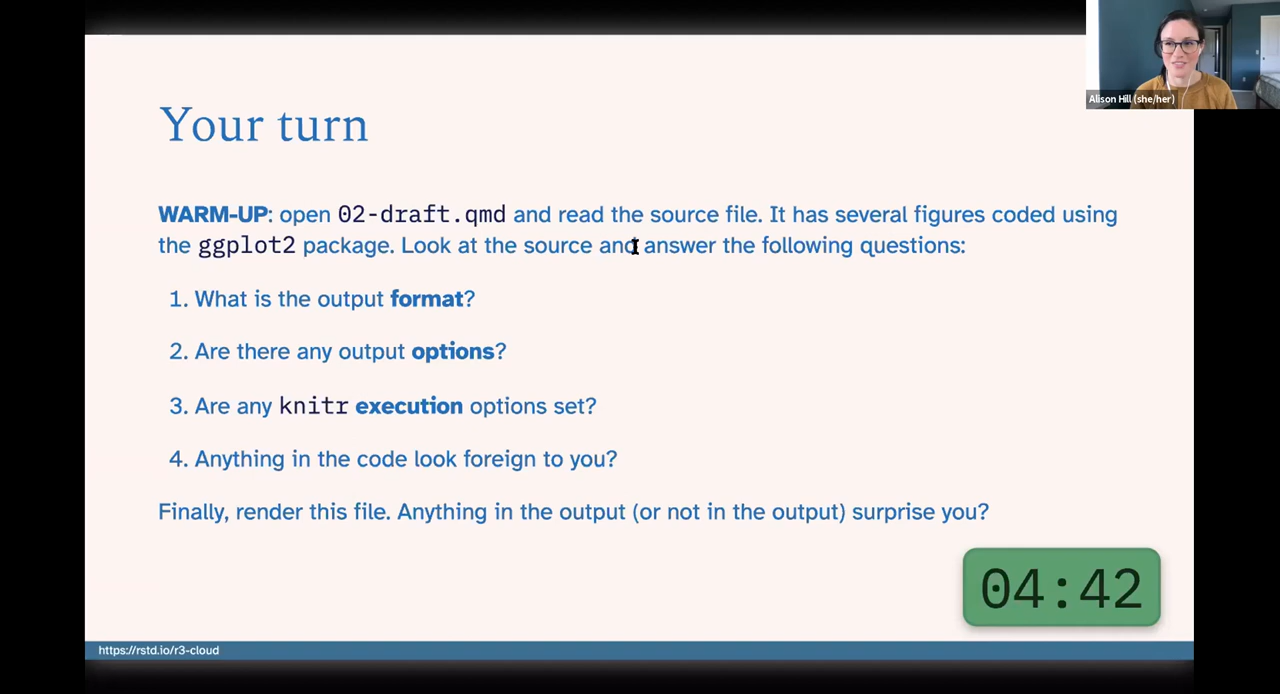 Alison Hill (she/her)
Your turn
WARM-UP: open 02-draft.qmd and read the source file. It has several figures coded using
the ggplot2 package. Look at the source and answer the following questions:
1. What is the output format?
2. Are there any output options?
3. Are any knitr execution options set?
4. Anything in the code look foreign to you?
Finally, render this file. Anything in the output (or not in the output) surprise you?
04:42
https://rstd.io/r3-cloud